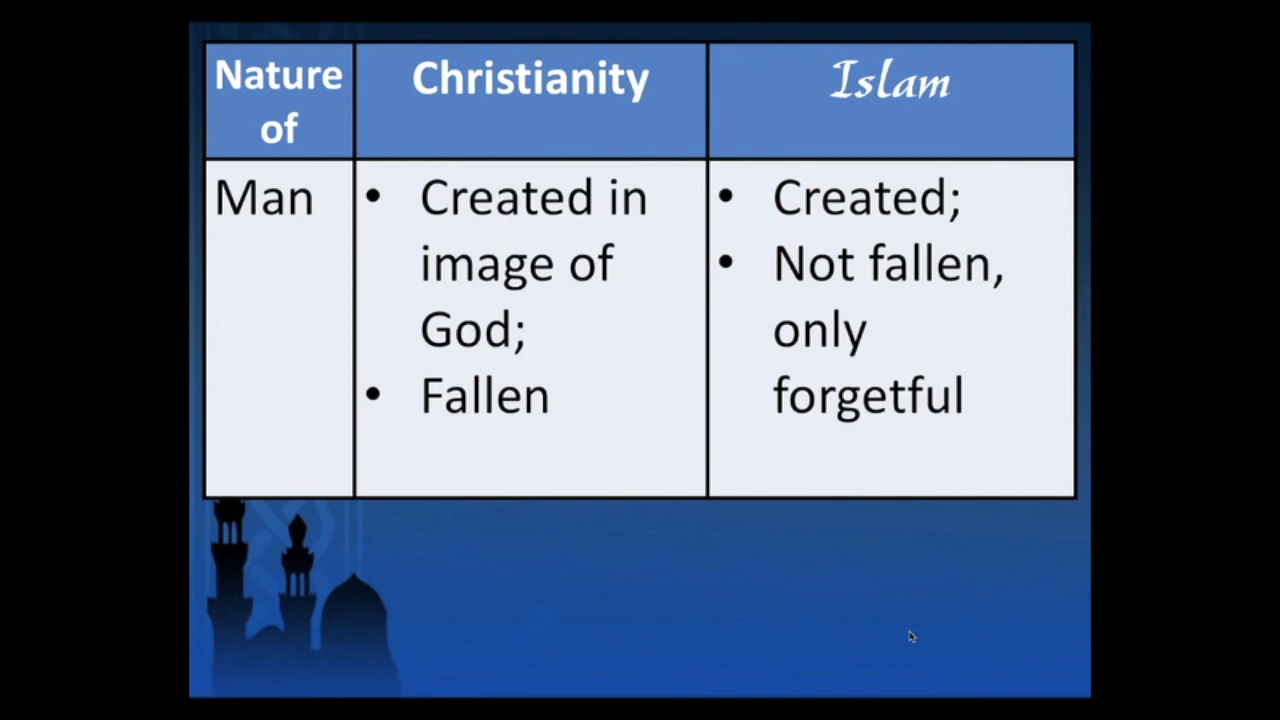 Nature of
Christianity
Islam
Man
• Created in
image of
God;
• Fallen
• Created;
• Not fallen,
only
forgetful